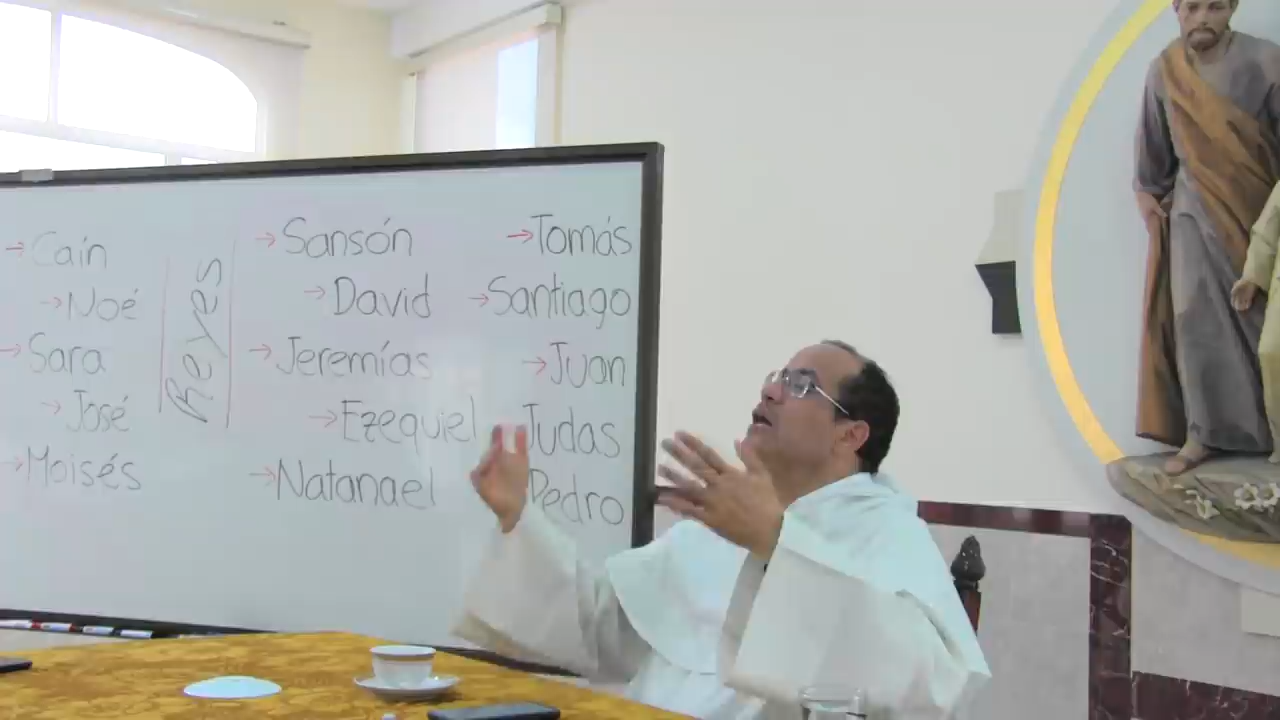 → Caín
→ Noé
→ Sara
→ José
→ Moisés
Reyes
→ Sansón
→ David
→ Jeremías
→ Ezequiel
→ Natanael
→ Tomás
→ Santiago
→ Juan
Judas
Pedro